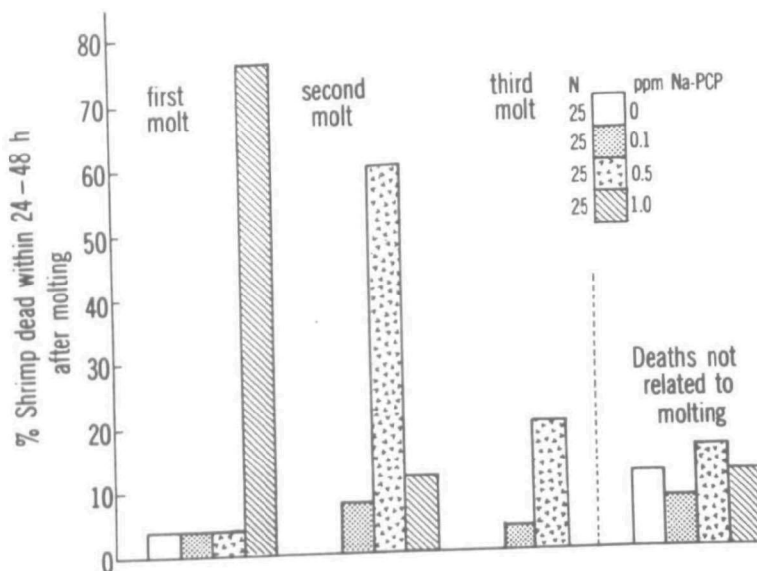 80
70
60
50
40
30
20
10
0
% Shrimp dead within 24 – 48 h
after molting
first
molt
second
molt
third
molt
N ppm Na-PCP
25 0
25 0.1
25 0.5
25 1.0
Deaths not
related to
molting